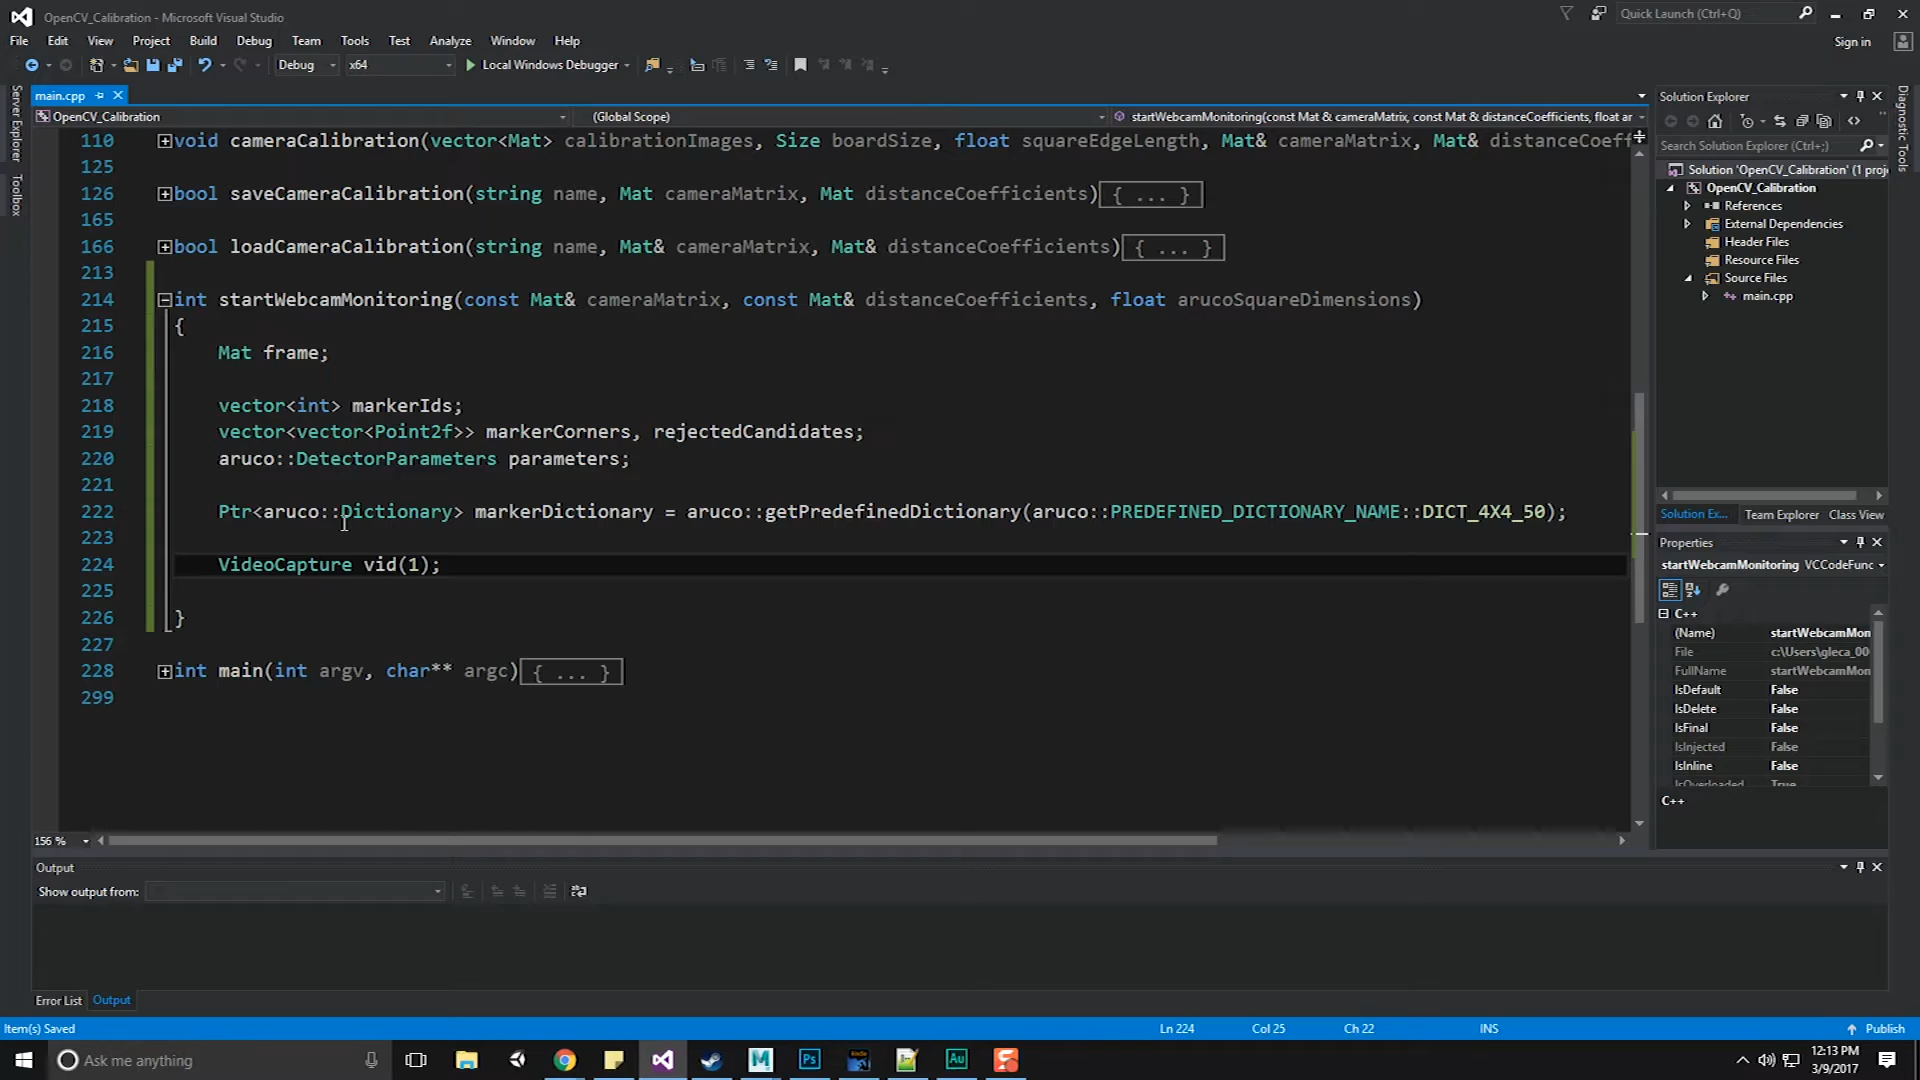 OpenCV_Calibration - Microsoft Visual Studio
Quick Launch (Ctrl+Q)
File Edit View Project Build Debug Team Tools Test Analyze Window Help
Sign in
Debug x64 Local Windows Debugger
Server Explorer
Toolbox
main.cpp
OpenCV_Calibration (Global Scope) startWebcamMonitoring(const Mat & cameraMatrix, const Mat & distanceCoefficients, float ar
110 void cameraCalibration(vector<Mat> calibrationImages, Size boardSize, float squareEdgeLength, Mat& cameraMatrix, Mat& distanceCoeff
125
126 bool saveCameraCalibration(string name, Mat cameraMatrix, Mat distanceCoefficients){ ... }
165
166 bool loadCameraCalibration(string name, Mat& cameraMatrix, Mat& distanceCoefficients){ ... }
213
214 int startWebcamMonitoring(const Mat& cameraMatrix, const Mat& distanceCoefficients, float arucoSquareDimensions)
215 {
216 Mat frame;
217
218 vector<int> markerIds;
219 vector<vector<Point2f>> markerCorners, rejectedCandidates;
220 aruco::DetectorParameters parameters;
221
222 Ptr<aruco::Dictionary> markerDictionary = aruco::getPredefinedDictionary(aruco::PREDEFINED_DICTIONARY_NAME::DICT_4X4_50);
223
224 VideoCapture vid(1);
225
226 }
227
228 int main(int argv, char** argc){ ... }
299
156 %
Solution Explorer
Search Solution Explorer (Ctrl+;)
Solution 'OpenCV_Calibration' (1 proj
OpenCV_Calibration
References
External Dependencies
Header Files
Resource Files
Source Files
main.cpp
Solution Ex... Team Explorer Class View
Properties
startWebcamMonitoring VCCodeFunc
C++
(Name) startWebcamMon
File c:\Users\gleca_00
FullName startWebcamMon
IsDefault False
IsDelete False
IsFinal False
IsInjected False
IsInline False
IsOverloaded True
C++
Diagnostic Tools
Output
Show output from:
Error List Output
Item(s) Saved Ln 224 Col 25 Ch 22 INS Publish
Ask me anything
M Ps Au
12:13 PM
3/9/2017